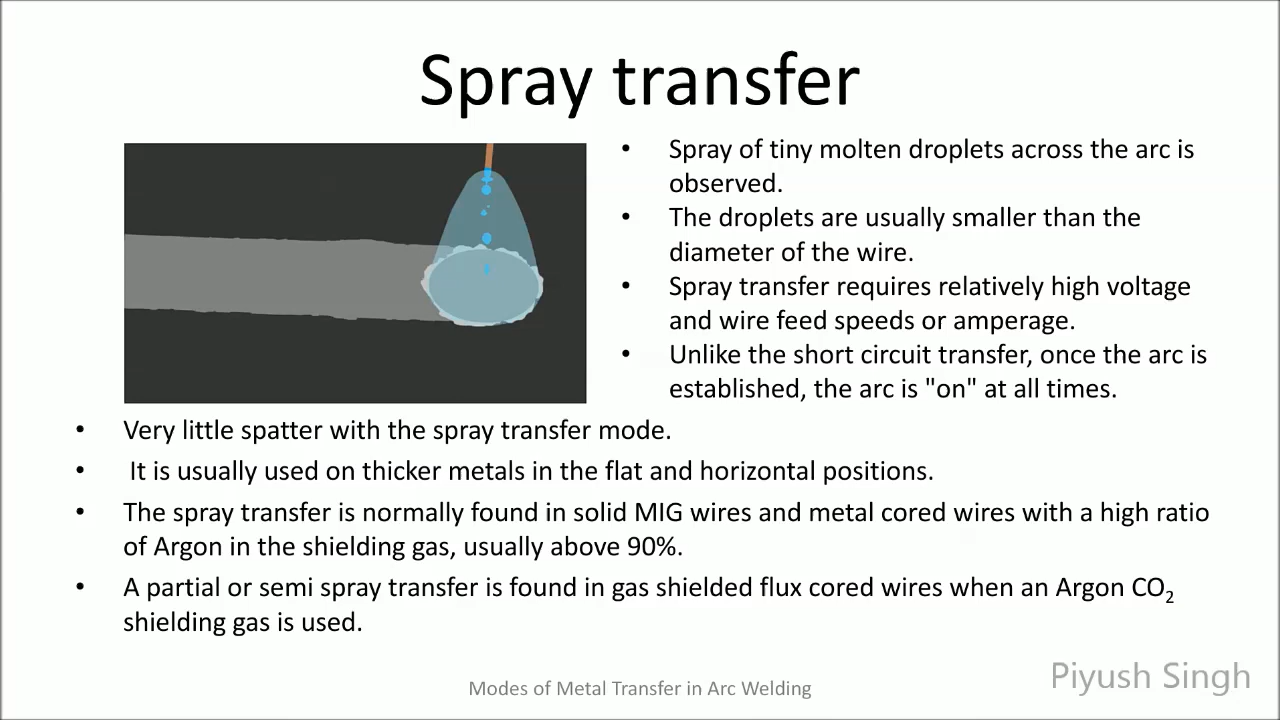 Spray transfer
• Spray of tiny molten droplets across the arc is
observed.
• The droplets are usually smaller than the
diameter of the wire.
• Spray transfer requires relatively high voltage
and wire feed speeds or amperage.
• Unlike the short circuit transfer, once the arc is
established, the arc is "on" at all times.
• Very little spatter with the spray transfer mode.
• It is usually used on thicker metals in the flat and horizontal positions.
• The spray transfer is normally found in solid MIG wires and metal cored wires with a high ratio
of Argon in the shielding gas, usually above 90%.
• A partial or semi spray transfer is found in gas shielded flux cored wires when an Argon CO₂
shielding gas is used.
Modes of Metal Transfer in Arc Welding
Piyush Singh